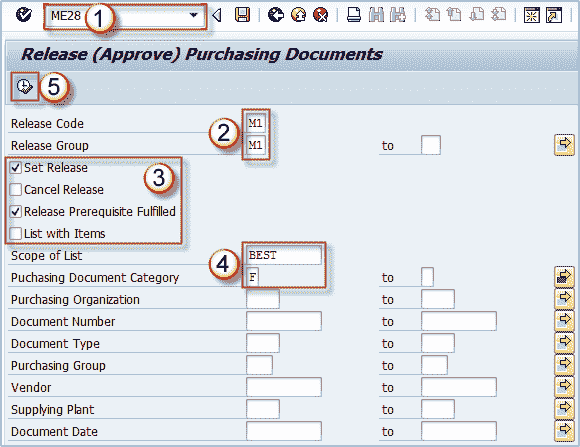 ME28
1
Release (Approve) Purchasing Documents
5
Release Code M1
2
Release Group M1 to
Set Release
3
Cancel Release
Release Prerequisite Fulfilled
List with Items
Scope of List BEST
4
Puchasing Document Category F to
Purchasing Organization to
Document Number to
Document Type to
Purchasing Group to
Vendor to
Supplying Plant to
Document Date to